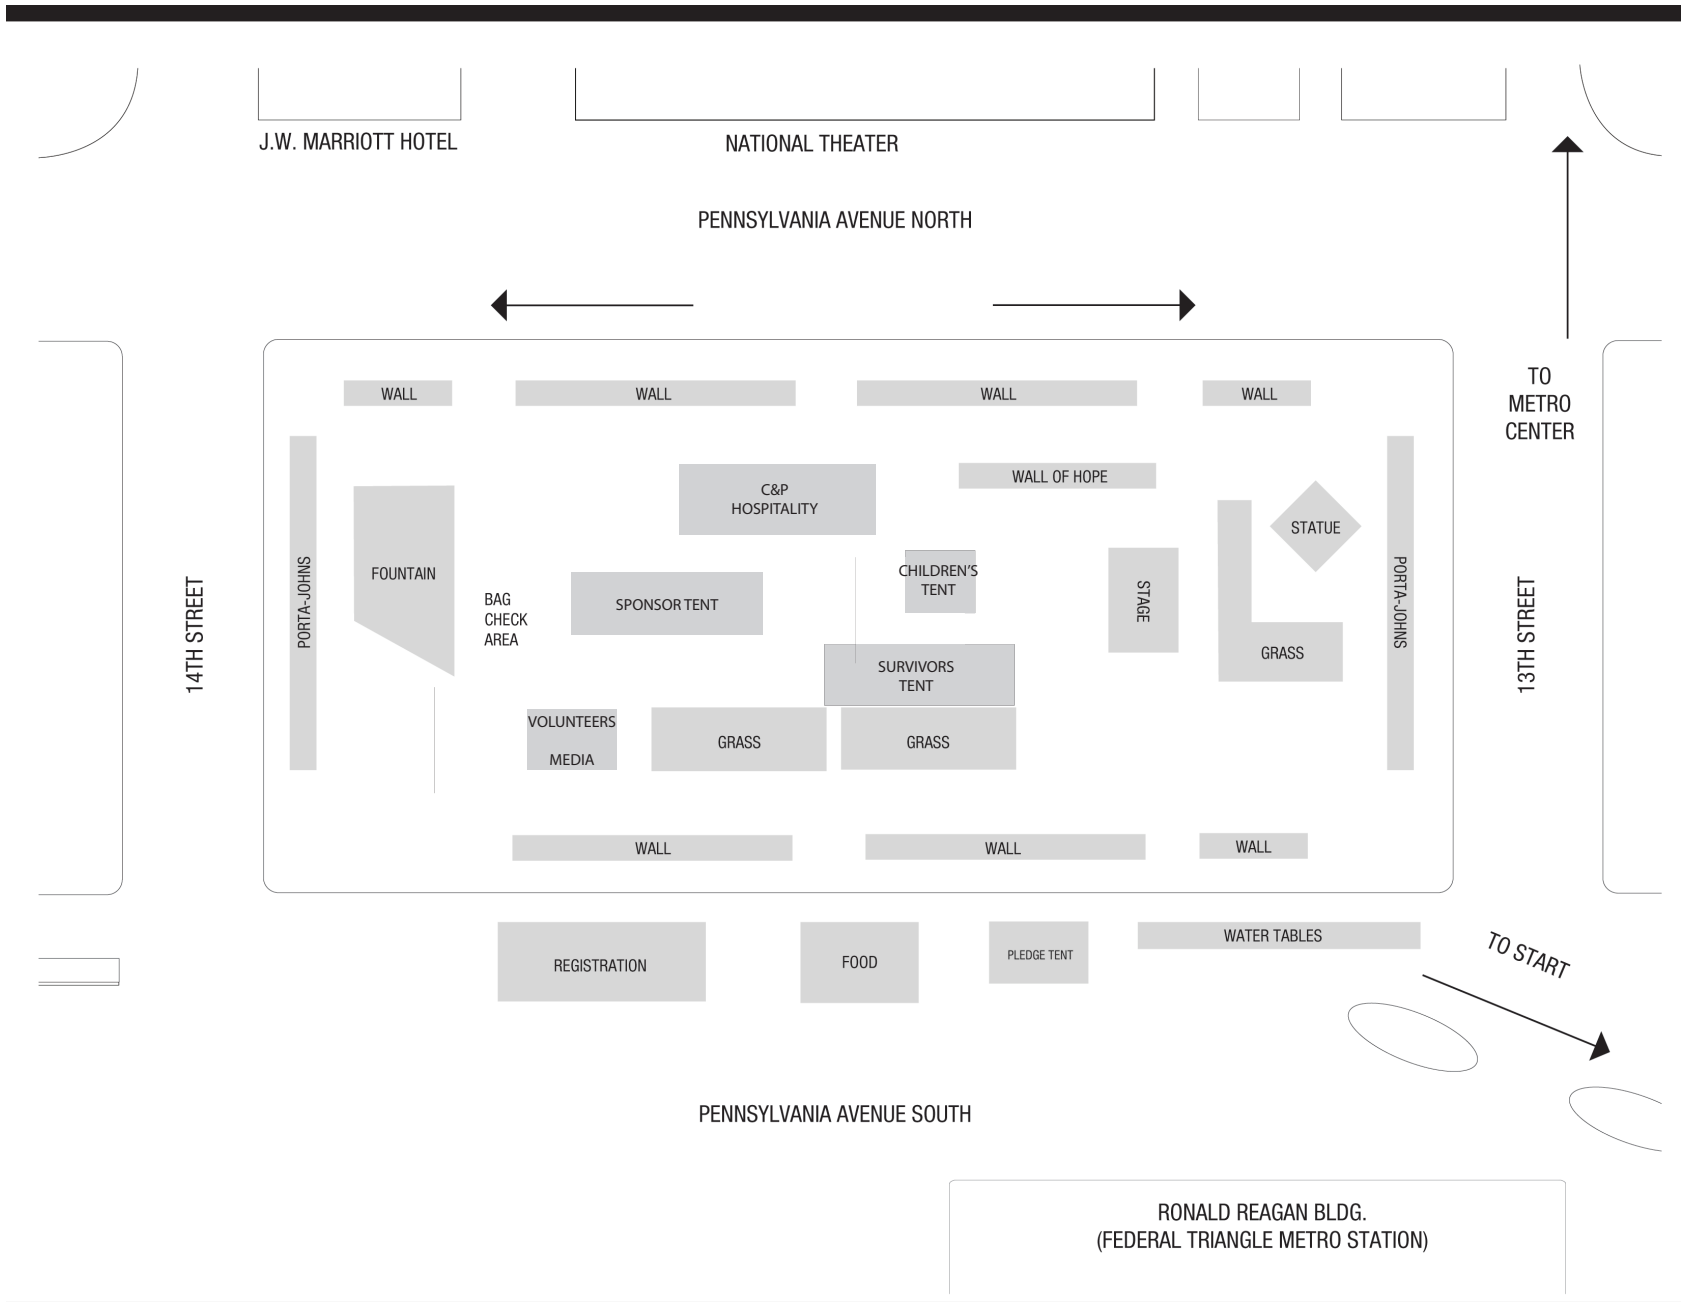 J.W. MARRIOTT HOTEL
NATIONAL THEATER
PENNSYLVANIA AVENUE NORTH
TO
METRO
CENTER
WALL
WALL
WALL
WALL
WALL OF HOPE
C&P
HOSPITALITY
STATUE
FOUNTAIN
CHILDREN'S
TENT
SPONSOR TENT
BAG
CHECK
AREA
STAGE
PORTA-JOHNS
PORTA-JOHNS
14TH STREET
13TH STREET
GRASS
SURVIVORS
TENT
VOLUNTEERS
MEDIA
GRASS
GRASS
WALL
WALL
WALL
REGISTRATION
FOOD
PLEDGE TENT
WATER TABLES
TO START
PENNSYLVANIA AVENUE SOUTH
RONALD REAGAN BLDG.
(FEDERAL TRIANGLE METRO STATION)